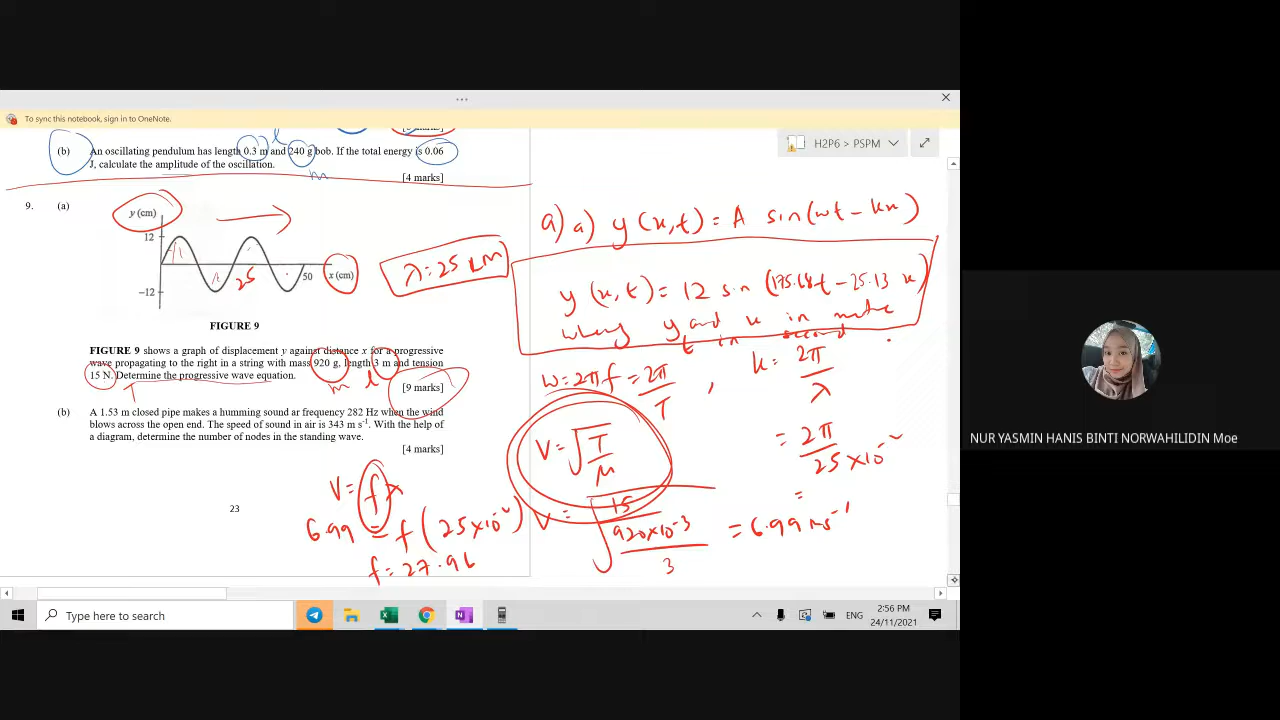 To sync this notebook, sign in to OneNote.
H2P6 > PSPM
(b) An oscillating pendulum has length 0.3 m and 240 g bob. If the total energy is 0.06
J, calculate the amplitude of the oscillation.
l
m
[4 marks]
9. (a)
y (cm)
12
-12
25
50
x (cm)
λ = 25 cm
FIGURE 9
FIGURE 9 shows a graph of displacement y against distance x for a progressive
wave propagating to the right in a string with mass 920 g, length 3 m and tension
15 N. Determine the progressive wave equation.
T
m
l
[9 marks]
(b) A 1.53 m closed pipe makes a humming sound ar frequency 282 Hz when the wind
blows across the open end. The speed of sound in air is 343 m s⁻¹. With the help of
a diagram, determine the number of nodes in the standing wave.
[4 marks]
23
V = fλ
6.99 = f (25×10⁻²)
f = 27.96
a) a) y (x,t) = A sin (ωt - kx)
y (x,t) = 12 sin (175.68t - 25.13 x)
where y and x in metre
t in second
ω = 2πf = 2π/T , k = 2π/λ
= 2π/25×10⁻²
=
V = √T/μ
V = √15/920×10⁻³/3 = 6.99 ms⁻¹
NUR YASMIN HANIS BINTI NORWAHILIDIN Moe
Type here to search
ENG
2:56 PM
24/11/2021